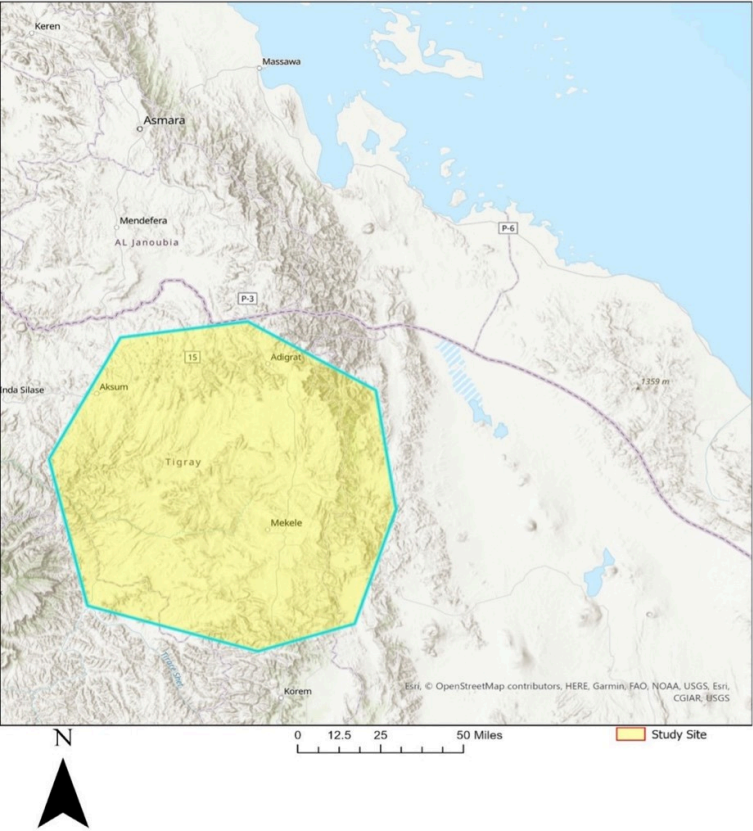 Keren
Massawa
Asmara
Mendefera
AL Janoubia
P-6
P-3
15
Adigrat
1359 m
nda Silase
Aksum
Tigray
Mekele
Korem
Esri, © OpenStreetMap contributors, HERE, Garmin, FAO, NOAA, USGS, Esri,
CGIAR, USGS
N
0 12.5 25 50 Miles
Study Site